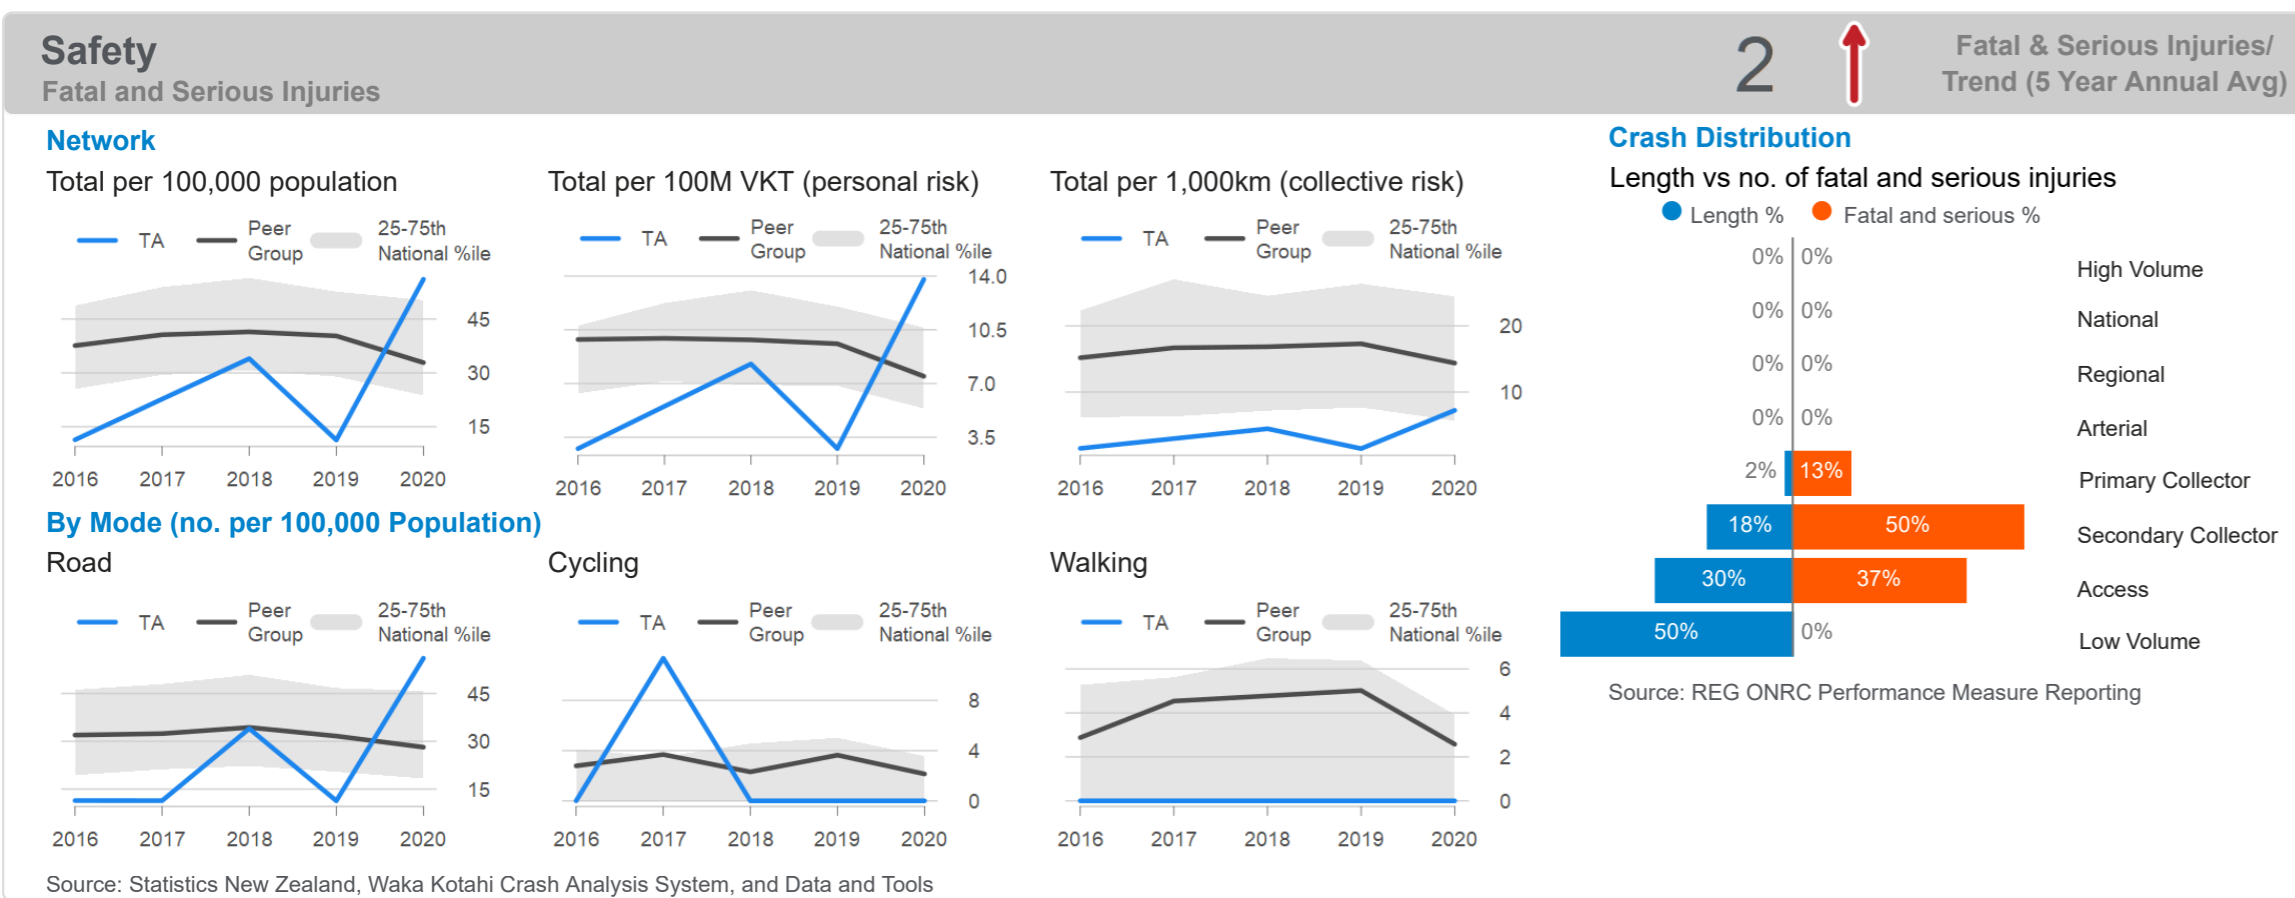 Safety
Fatal and Serious Injuries
2
Fatal & Serious Injuries/
Trend (5 Year Annual Avg)
Network
Total per 100,000 population
TA
Peer
Group
25-75th
National %ile
45
30
15
2016 2017 2018 2019 2020
Total per 100M VKT (personal risk)
TA
Peer
Group
25-75th
National %ile
14.0
10.5
7.0
3.5
2016 2017 2018 2019 2020
Total per 1,000km (collective risk)
TA
Peer
Group
25-75th
National %ile
20
10
2016 2017 2018 2019 2020
By Mode (no. per 100,000 Population)
Road
TA
Peer
Group
25-75th
National %ile
45
30
15
2016 2017 2018 2019 2020
Cycling
TA
Peer
Group
25-75th
National %ile
8
4
0
2016 2017 2018 2019 2020
Walking
TA
Peer
Group
25-75th
National %ile
6
4
2
0
2016 2017 2018 2019 2020
Source: Statistics New Zealand, Waka Kotahi Crash Analysis System, and Data and Tools
Crash Distribution
Length vs no. of fatal and serious injuries
Length % Fatal and serious %
0% 0% High Volume
0% 0% National
0% 0% Regional
0% 0% Arterial
2% 13% Primary Collector
18% 50% Secondary Collector
30% 37% Access
50% 0% Low Volume
Source: REG ONRC Performance Measure Reporting